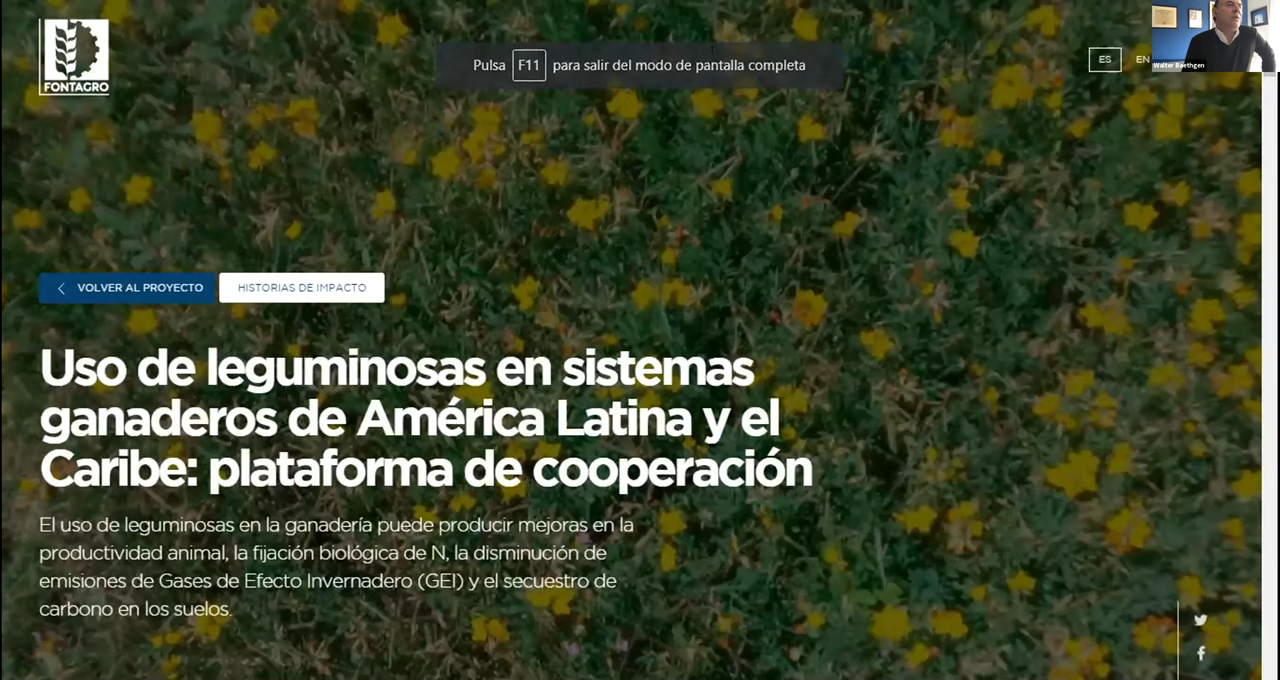 FONTAGRO
Pulsa F11 para salir del modo de pantalla completa
ES EN
Walter Baethgen
VOLVER AL PROYECTO
HISTORIAS DE IMPACTO
Uso de leguminosas en sistemas
ganaderos de América Latina y el
Caribe: plataforma de cooperación
El uso de leguminosas en la ganadería puede producir mejoras en la
productividad animal, la fijación biológica de N, la disminución de
emisiones de Gases de Efecto Invernadero (GEI) y el secuestro de
carbono en los suelos.